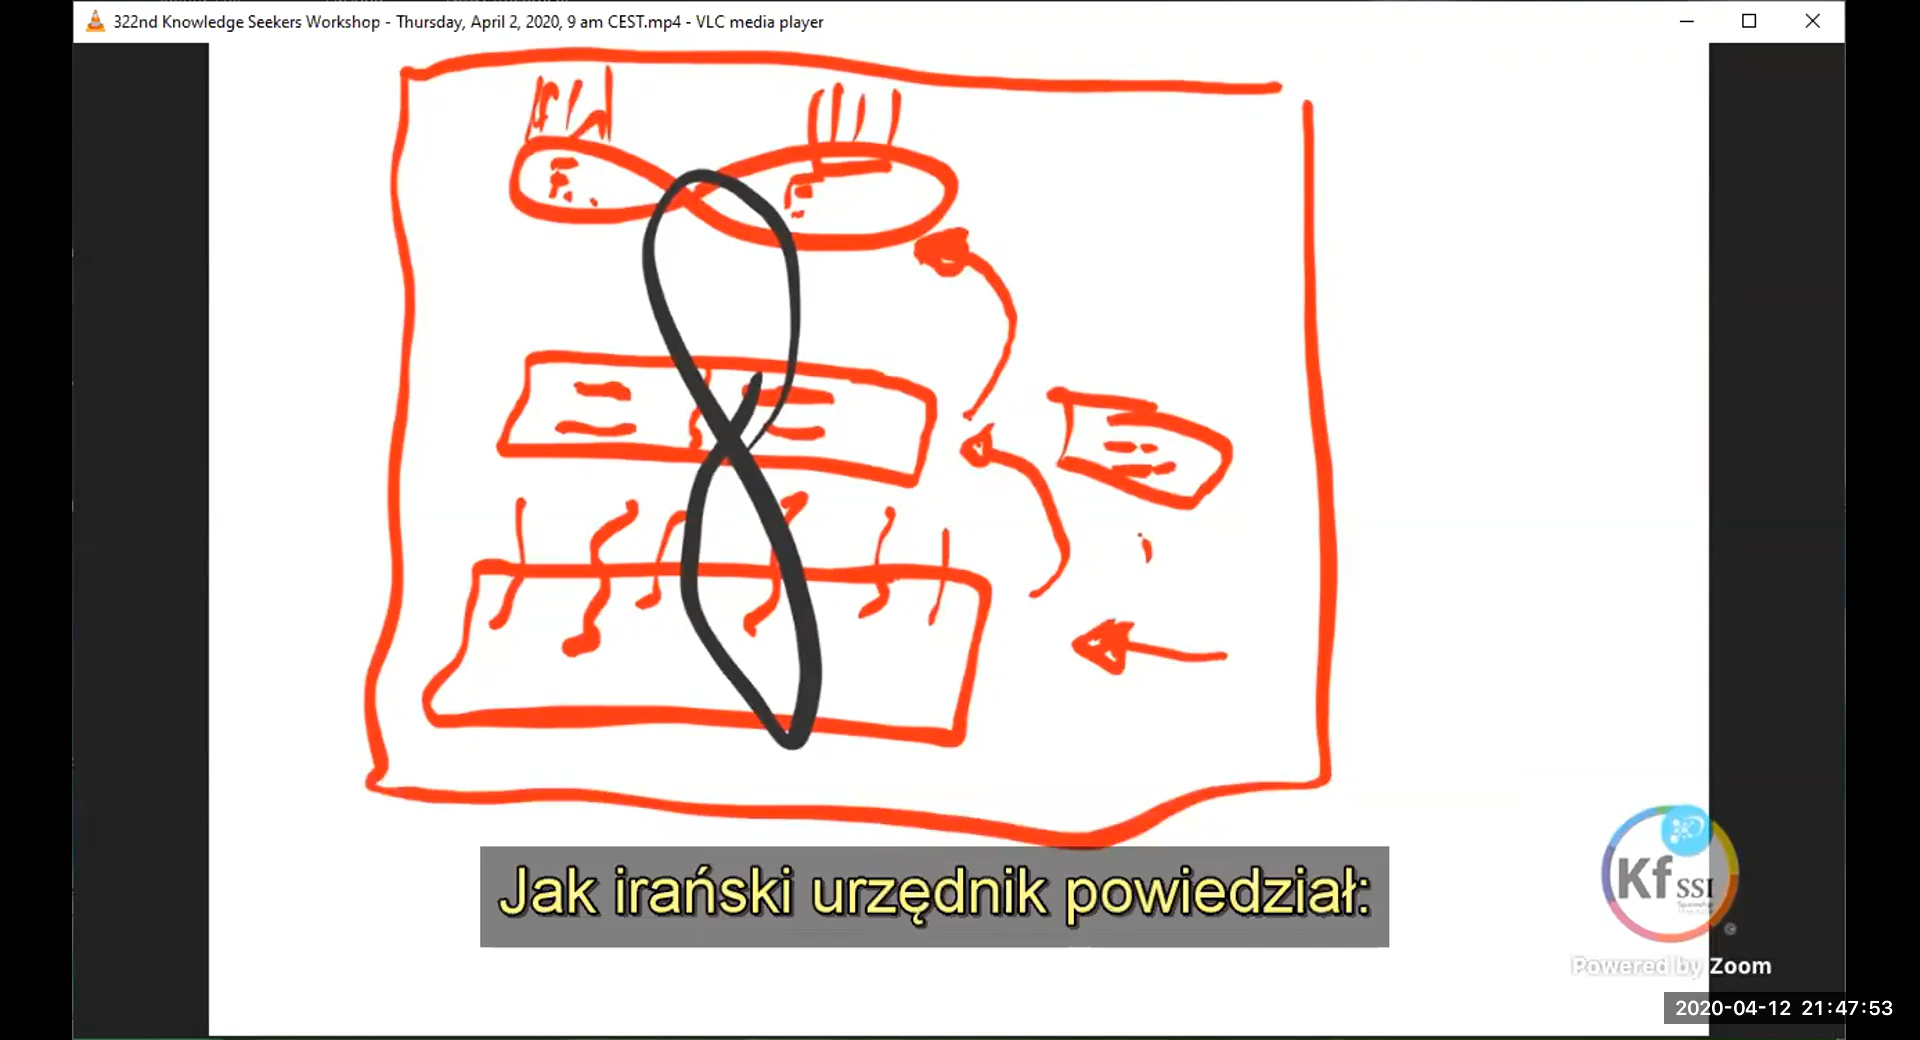 322nd Knowledge Seekers Workshop - Thursday, April 2, 2020, 9 am CEST.mp4 - VLC media player
Jak irański urzędnik powiedział:
Kf SSI
Powered by Zoom
2020-04-12 21:47:53